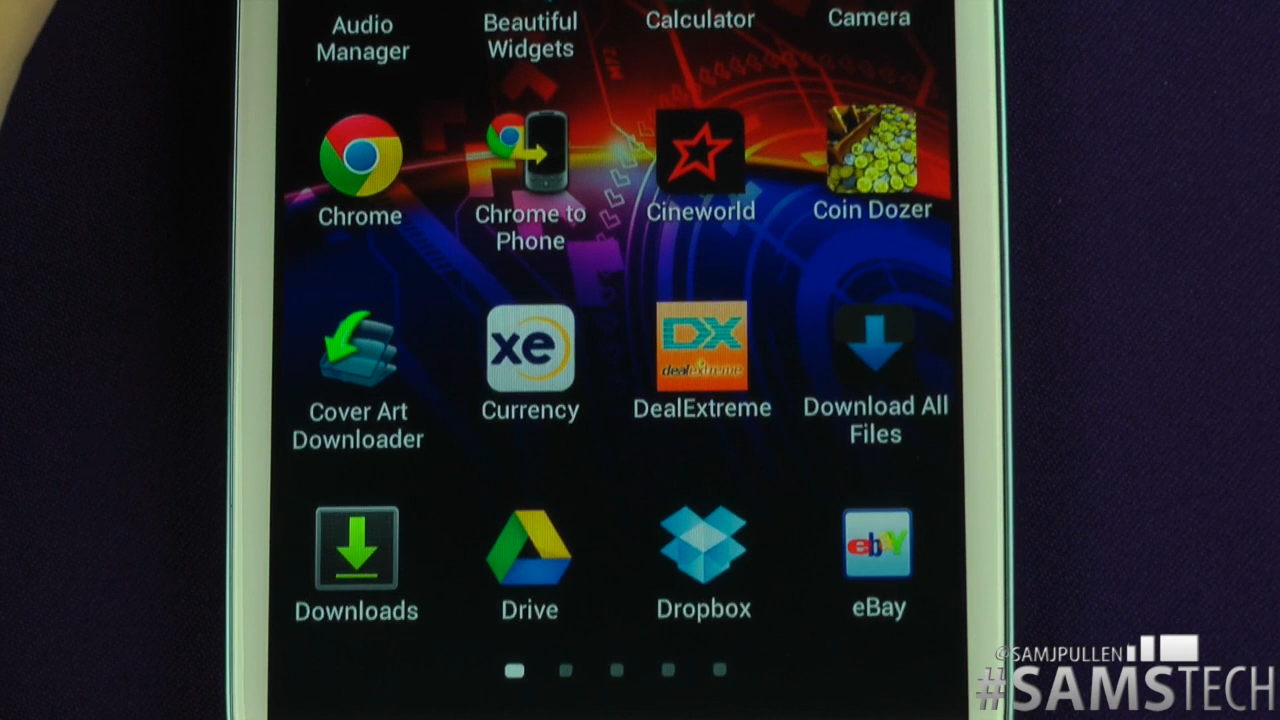 Audio
Manager
Beautiful
Widgets
Calculator
Camera
Chrome
Chrome to
Phone
Cineworld
Coin Dozer
xe
DX
dealextreme
Cover Art
Downloader
Currency
DealExtreme
Download All
Files
ebY
Downloads
Drive
Dropbox
eBay
@SAMJPULLEN
#SAMSTECH